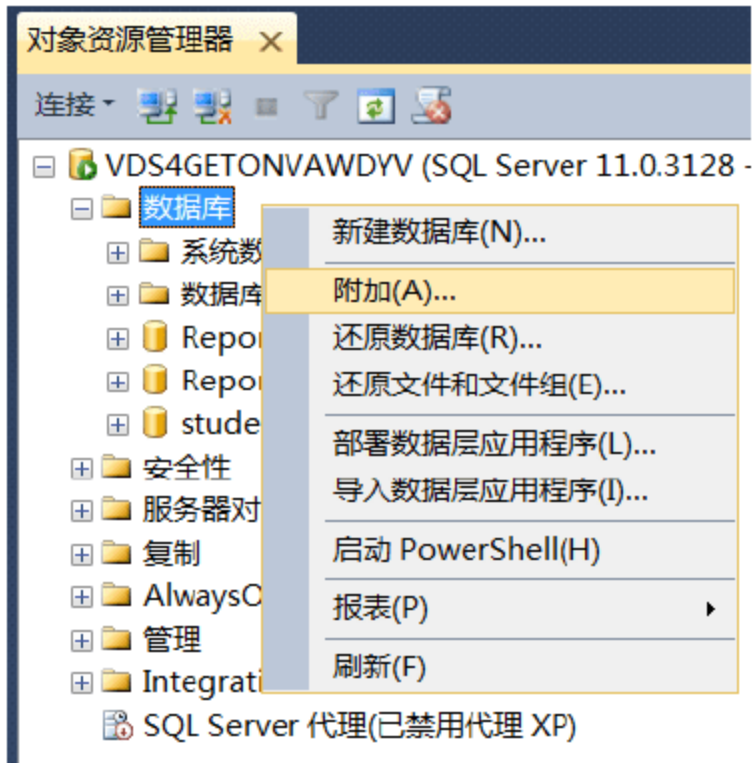 对象资源管理器
连接
VDS4GETONVAWDYV (SQL Server 11.0.3128 -
数据库
系统数
数据库
Repo
Repo
stude
安全性
服务器对
复制
AlwaysO
管理
Integrati
SQL Server 代理(已禁用代理 XP)
新建数据库(N)...
附加(A)...
还原数据库(R)...
还原文件和文件组(E)...
部署数据层应用程序(L)...
导入数据层应用程序(I)...
启动 PowerShell(H)
报表(P)
刷新(F)